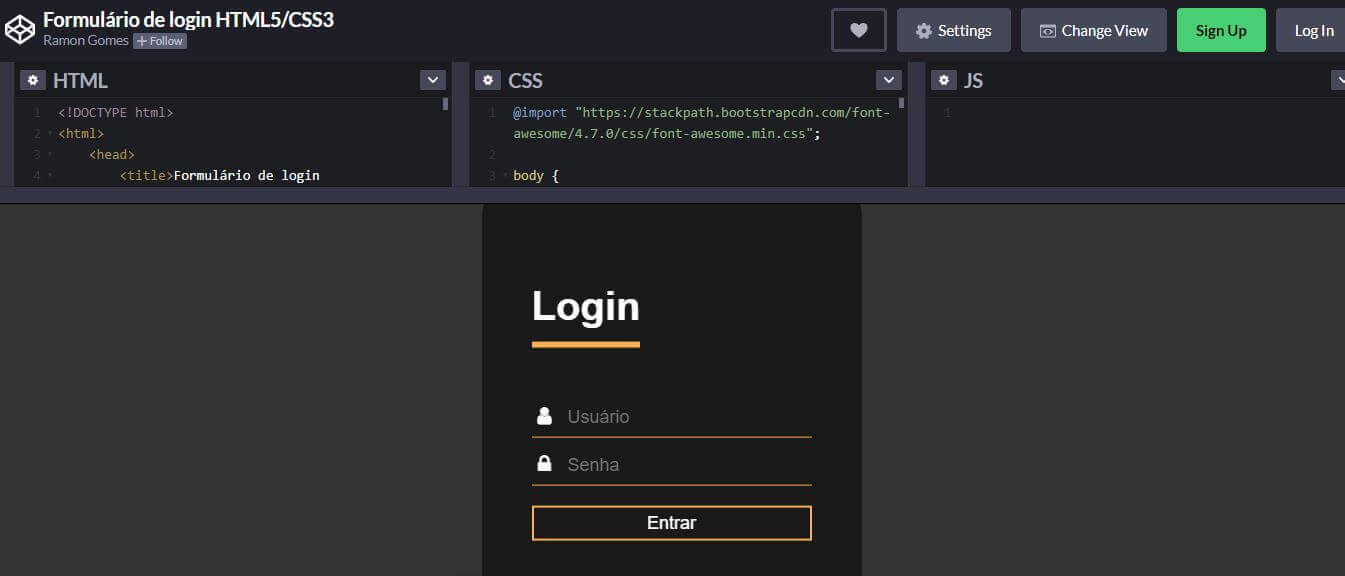 Formulário de login HTML5/CSS3
Ramon Gomes + Follow
Settings
Change View
Sign Up
Log In
HTML
1 <!DOCTYPE html>
2 <html>
3 <head>
4 <title>Formulário de login
CSS
1 @import "https://stackpath.bootstrapcdn.com/font-
awesome/4.7.0/css/font-awesome.min.css";
2
3 body {
JS
1
Login
Usuário
Senha
Entrar